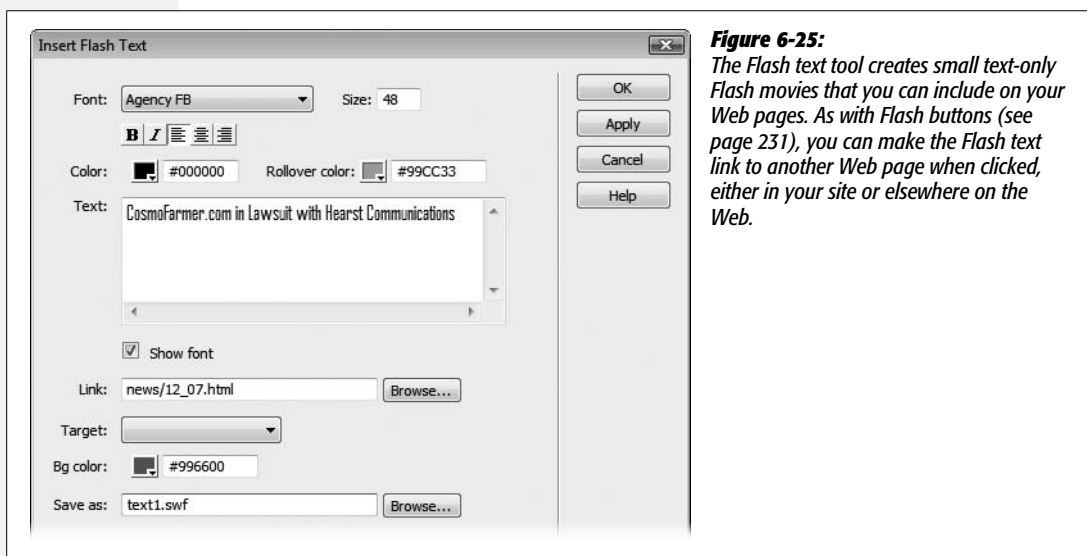 Insert Flash Text
Font: Agency FB Size: 48
B I
Color: #000000 Rollover color: #99CC33
Text: CosmoFarmer.com in Lawsuit with Hearst Communications
Show font
Link: news/12_07.html Browse...
Target:
Bg color: #996600
Save as: text1.swf Browse...
OK
Apply
Cancel
Help
Figure 6-25:
The Flash text tool creates small text-only
Flash movies that you can include on your
Web pages. As with Flash buttons (see
page 231), you can make the Flash text
link to another Web page when clicked,
either in your site or elsewhere on the
Web.